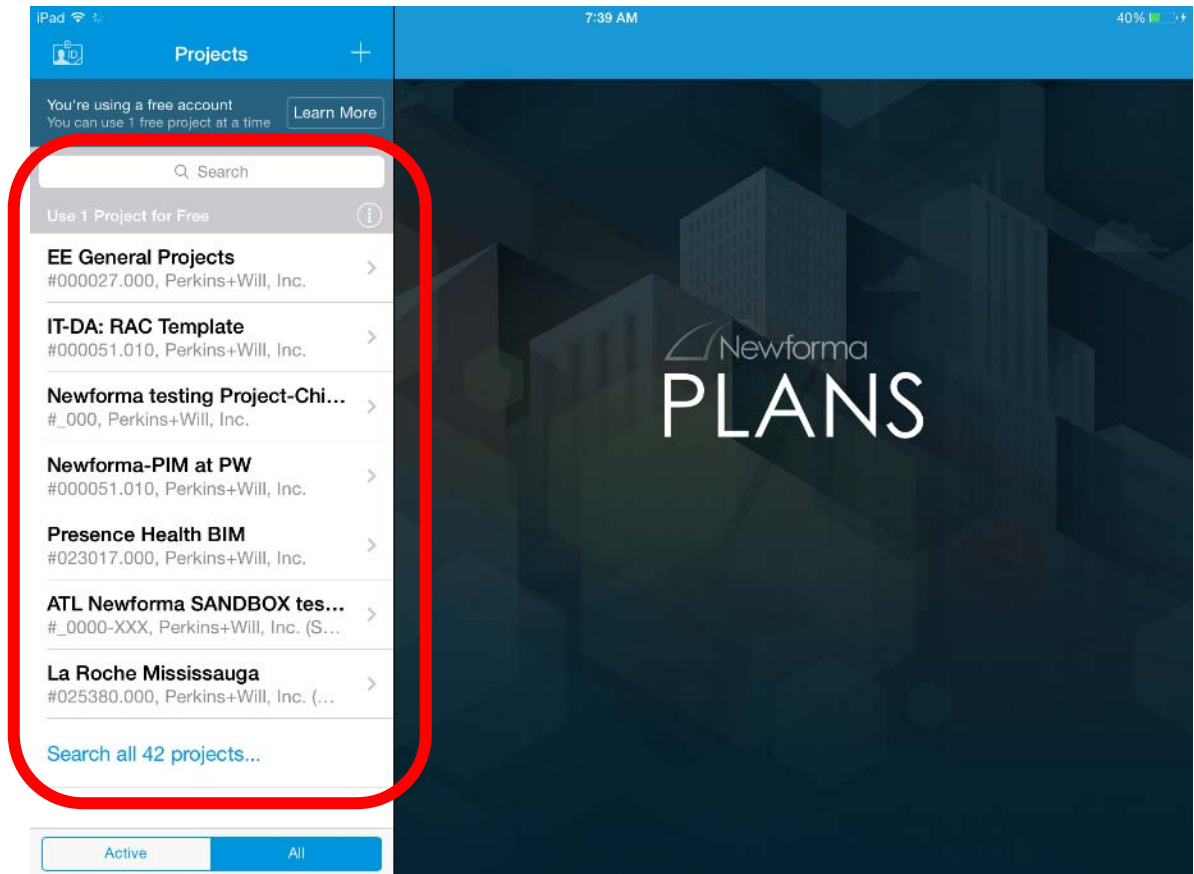 iPad 7:39 AM 40%
ID Projects
You're using a free account
You can use 1 free project at a time
Learn More
Search
Use 1 Project for Free
EE General Projects
#000027.000, Perkins+Will, Inc.
IT-DA: RAC Template
#000051.010, Perkins+Will, Inc.
Newforma testing Project-Chi...
#_000, Perkins+Will, Inc.
Newforma-PIM at PW
#000051.010, Perkins+Will, Inc.
Presence Health BIM
#023017.000, Perkins+Will, Inc.
ATL Newforma SANDBOX tes...
#_0000-XXX, Perkins+Will, Inc. (S...
La Roche Mississauga
#025380.000, Perkins+Will, Inc. (...
Search all 42 projects...
Active All
Newforma
PLANS